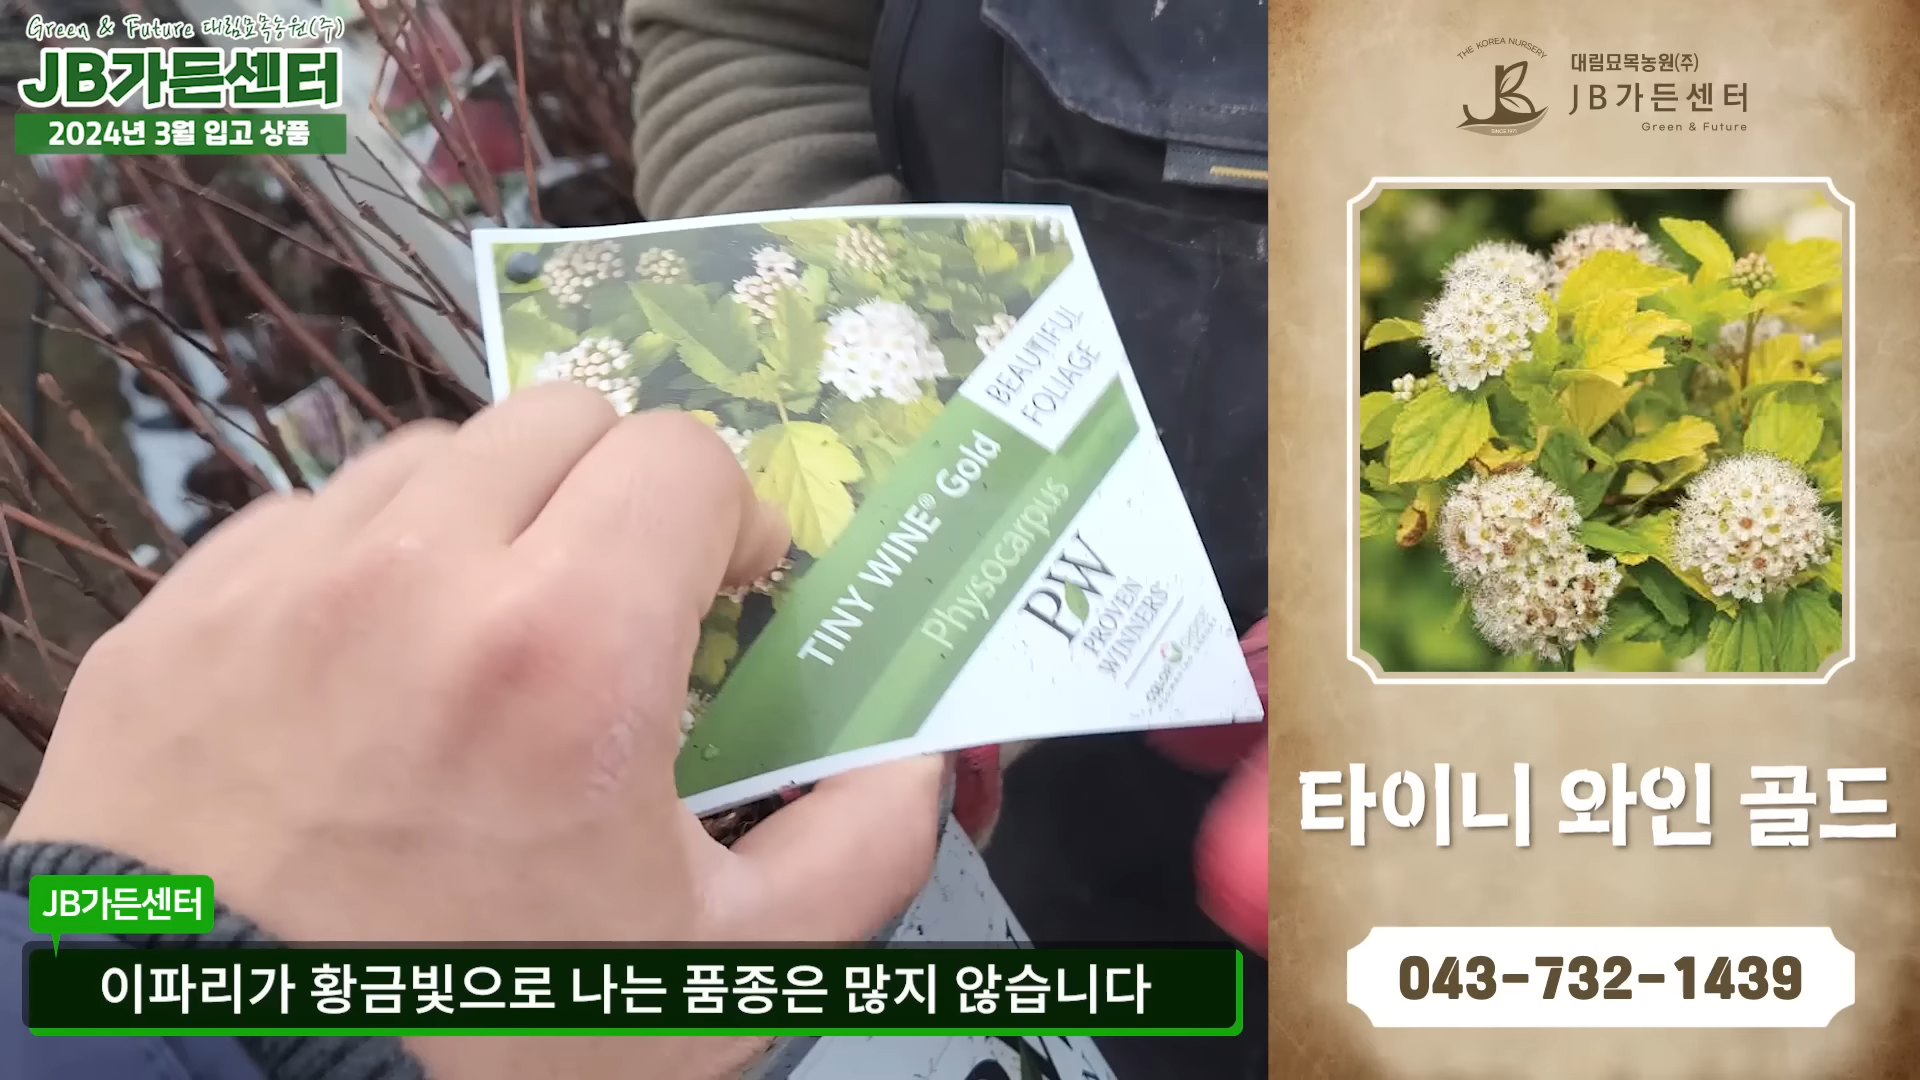 Green & Future 대림묘목농원(주)
JB가든센터
2024년 3월 입고 상품
BEAUTIFUL
FOLIAGE
TINY WINE® Gold
Physocarpus
PW
PROVEN
WINNERS
COLOR CHOICE
THE KOREA NURSERY
SINCE 1971
대림묘목농원(주)
JB가든센터
Green & Future
타이니 와인 골드
043-732-1439
JB가든센터
이파리가 황금빛으로 나는 품종은 많지 않습니다